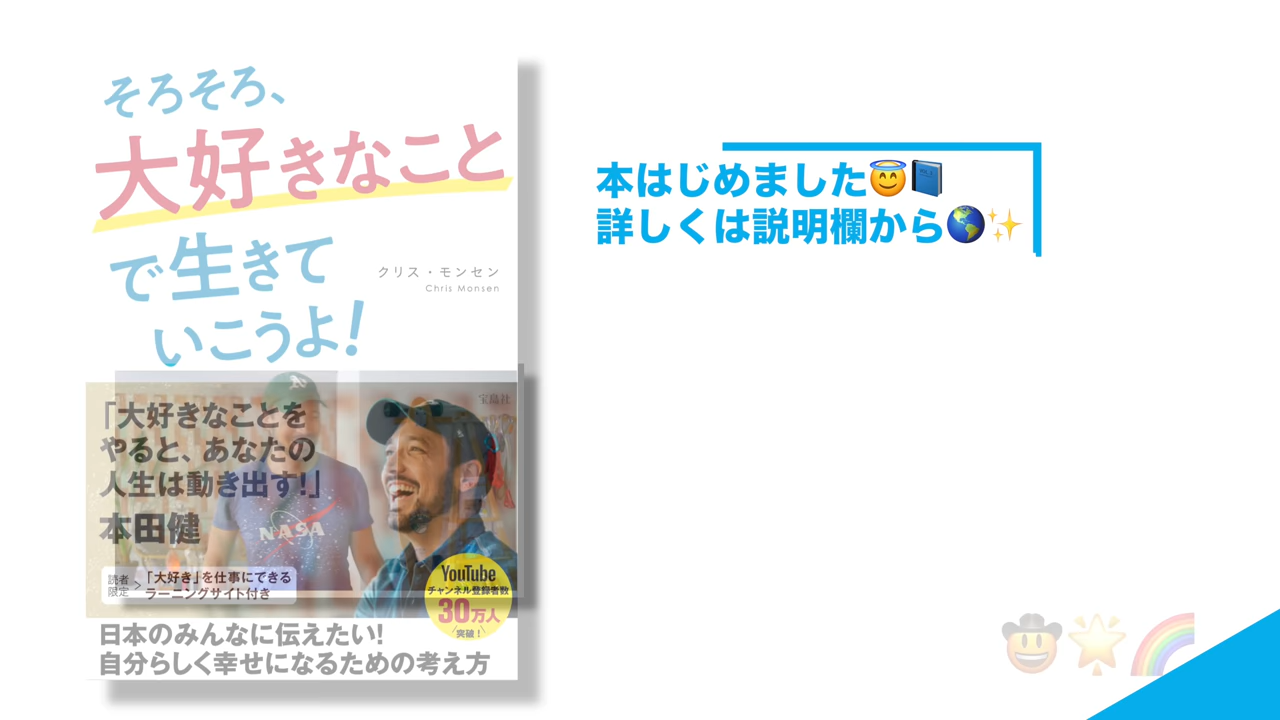 そろそろ、
大好きなこと
で生きて
いこうよ!
クリス・モンセン
Chris Monsen
宝島社
「大好きなことを
やると、あなたの
人生は動き出す!」
本田健
NASA
読者
限定
「大好き」を仕事にできる
ラーニングサイト付き
YouTube
チャンネル登録者数
30万人
突破!
日本のみんなに伝えたい!
自分らしく幸せになるための考え方
本はじめました😇📘
詳しくは説明欄から🌎✨
🤠🌟🌈